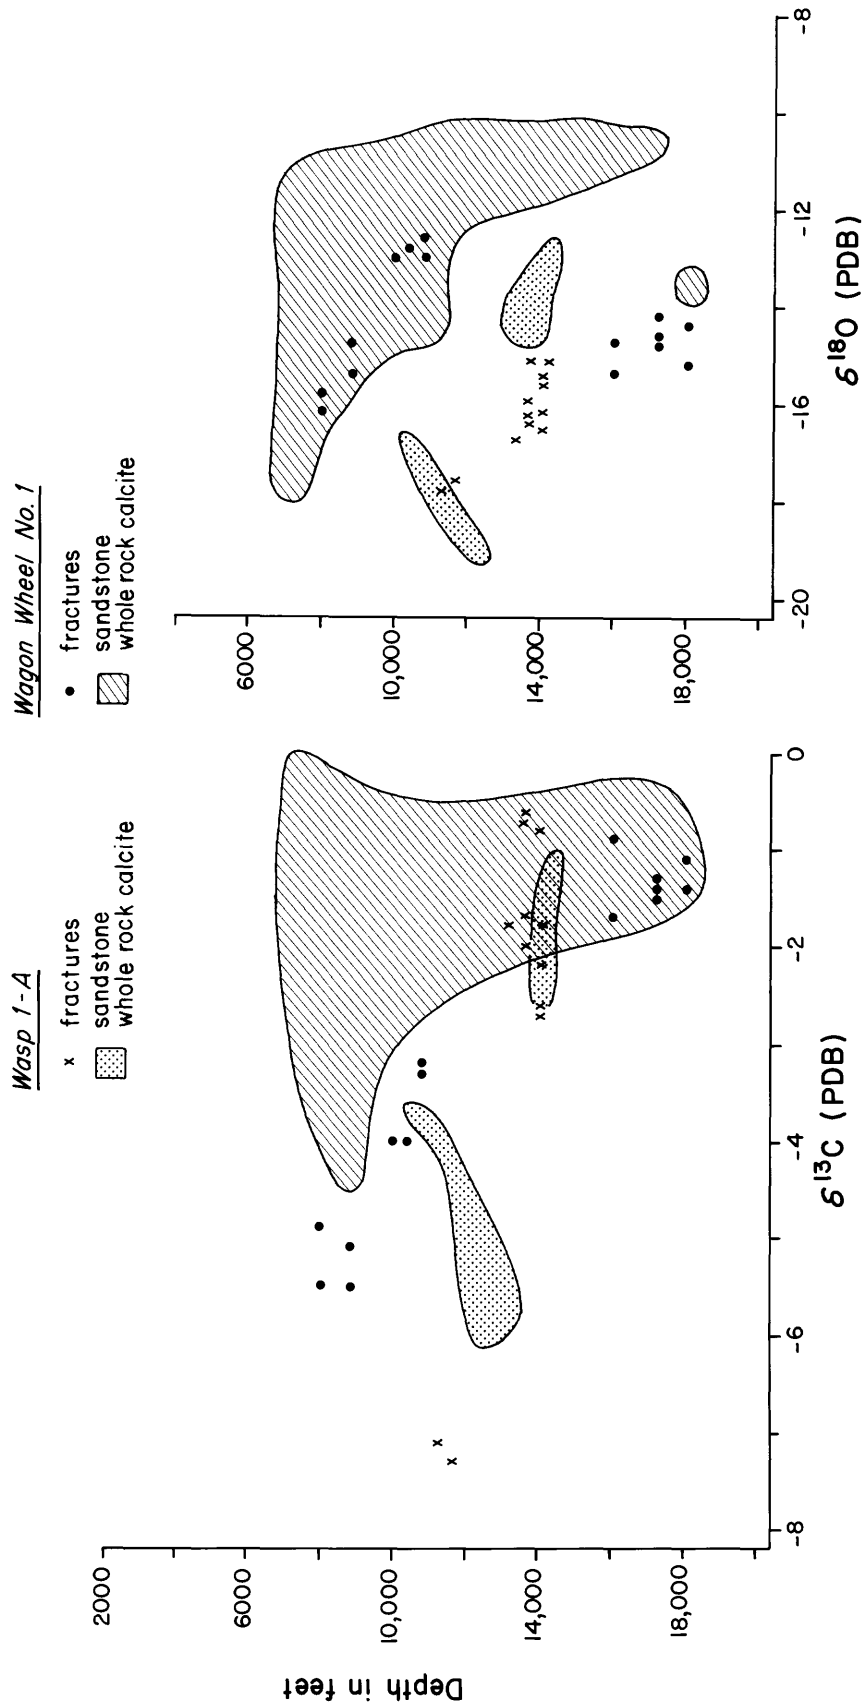 Wasp 1-A
x fractures
sandstone
whole rock calcite
Wagon Wheel No.1
• fractures
sandstone
whole rock calcite
Depth in feet
2000
6000
10,000
14,000
18,000
-8
-6
-4
-2
0
δ¹³C (PDB)
6000
10,000
14,000
18,000
-20
-16
-12
-8
δ¹⁸O (PDB)